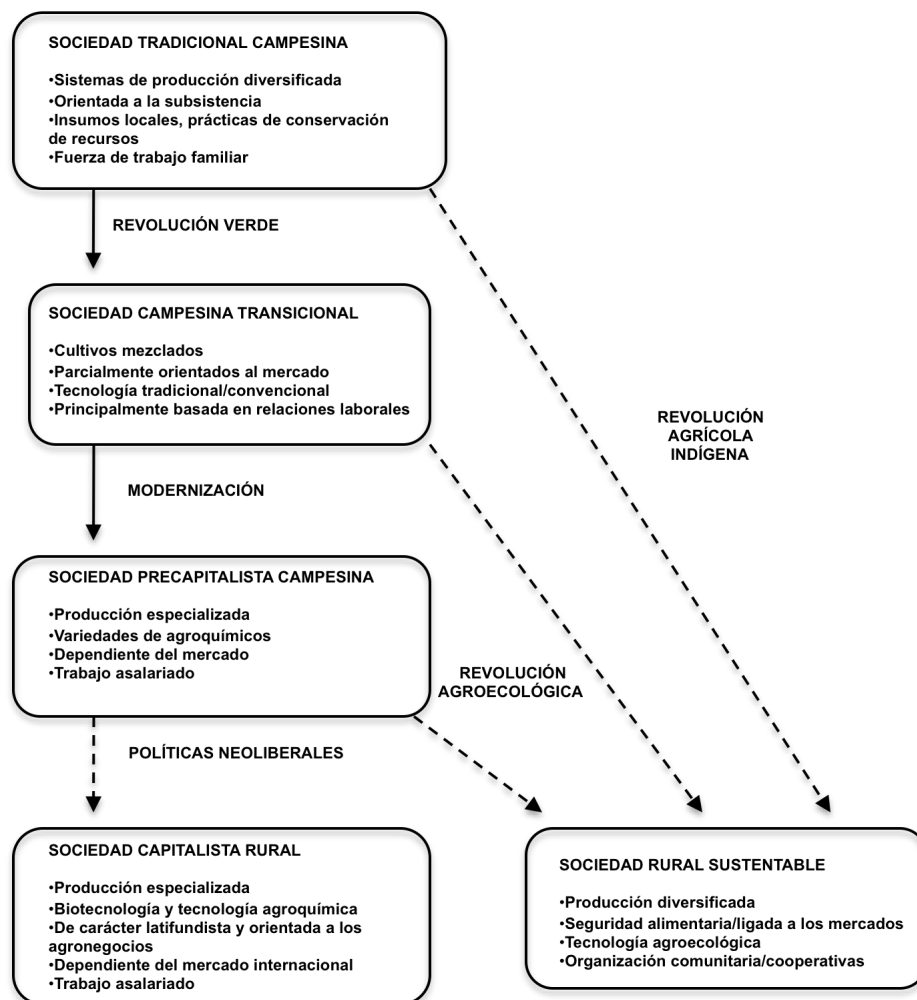 SOCIEDAD TRADICIONAL CAMPESINA
•Sistemas de producción diversificada
•Orientada a la subsistencia
•Insumos locales, prácticas de conservación
de recursos
•Fuerza de trabajo familiar
REVOLUCIÓN VERDE
SOCIEDAD CAMPESINA TRANSICIONAL
•Cultivos mezclados
•Parcialmente orientados al mercado
•Tecnología tradicional/convencional
•Principalmente basada en relaciones laborales
REVOLUCIÓN
AGRÍCOLA
INDÍGENA
MODERNIZACIÓN
SOCIEDAD PRECAPITALISTA CAMPESINA
•Producción especializada
•Variedades de agroquímicos
•Dependiente del mercado
•Trabajo asalariado
REVOLUCIÓN
AGROECOLÓGICA
POLÍTICAS NEOLIBERALES
SOCIEDAD CAPITALISTA RURAL
•Producción especializada
•Biotecnología y tecnología agroquímica
•De carácter latifundista y orientada a los
agronegocios
•Dependiente del mercado internacional
•Trabajo asalariado
SOCIEDAD RURAL SUSTENTABLE
•Producción diversificada
•Seguridad alimentaria/ligada a los mercados
•Tecnología agroecológica
•Organización comunitaria/cooperativas